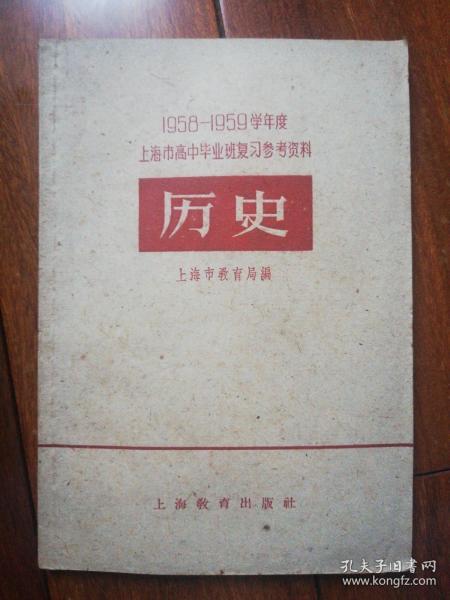 1958-1959学年度
上海市高中毕业班复习参考资料
历史
上海市教育局編
上海教育出版社
孔夫子旧书网
www.kongfz.com